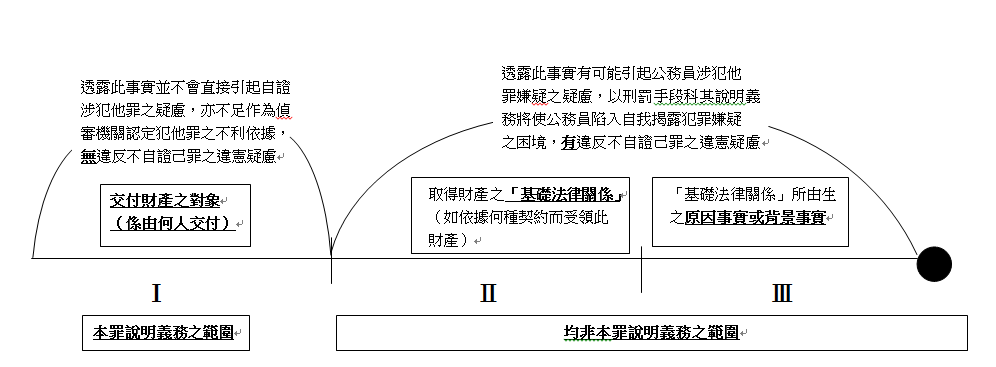 透露此事實並不會直接引起自證
涉犯他罪之疑慮，亦不足作為偵
審機關認定犯他罪之不利依據，
無違反不自證己罪之違憲疑慮
透露此事實有可能引起公務員涉犯他
罪嫌疑之疑慮，以刑罰手段科其說明義
務將使公務員陷入自我揭露犯罪嫌疑
之困境，有違反不自證己罪之違憲疑慮
交付財產之對象
（係由何人交付）
取得財產之「基礎法律關係」
（如依據何種契約而受領此
財產）
「基礎法律關係」所由生
之原因事實或背景事實
I
II
III
本罪說明義務之範圍
均非本罪說明義務之範圍